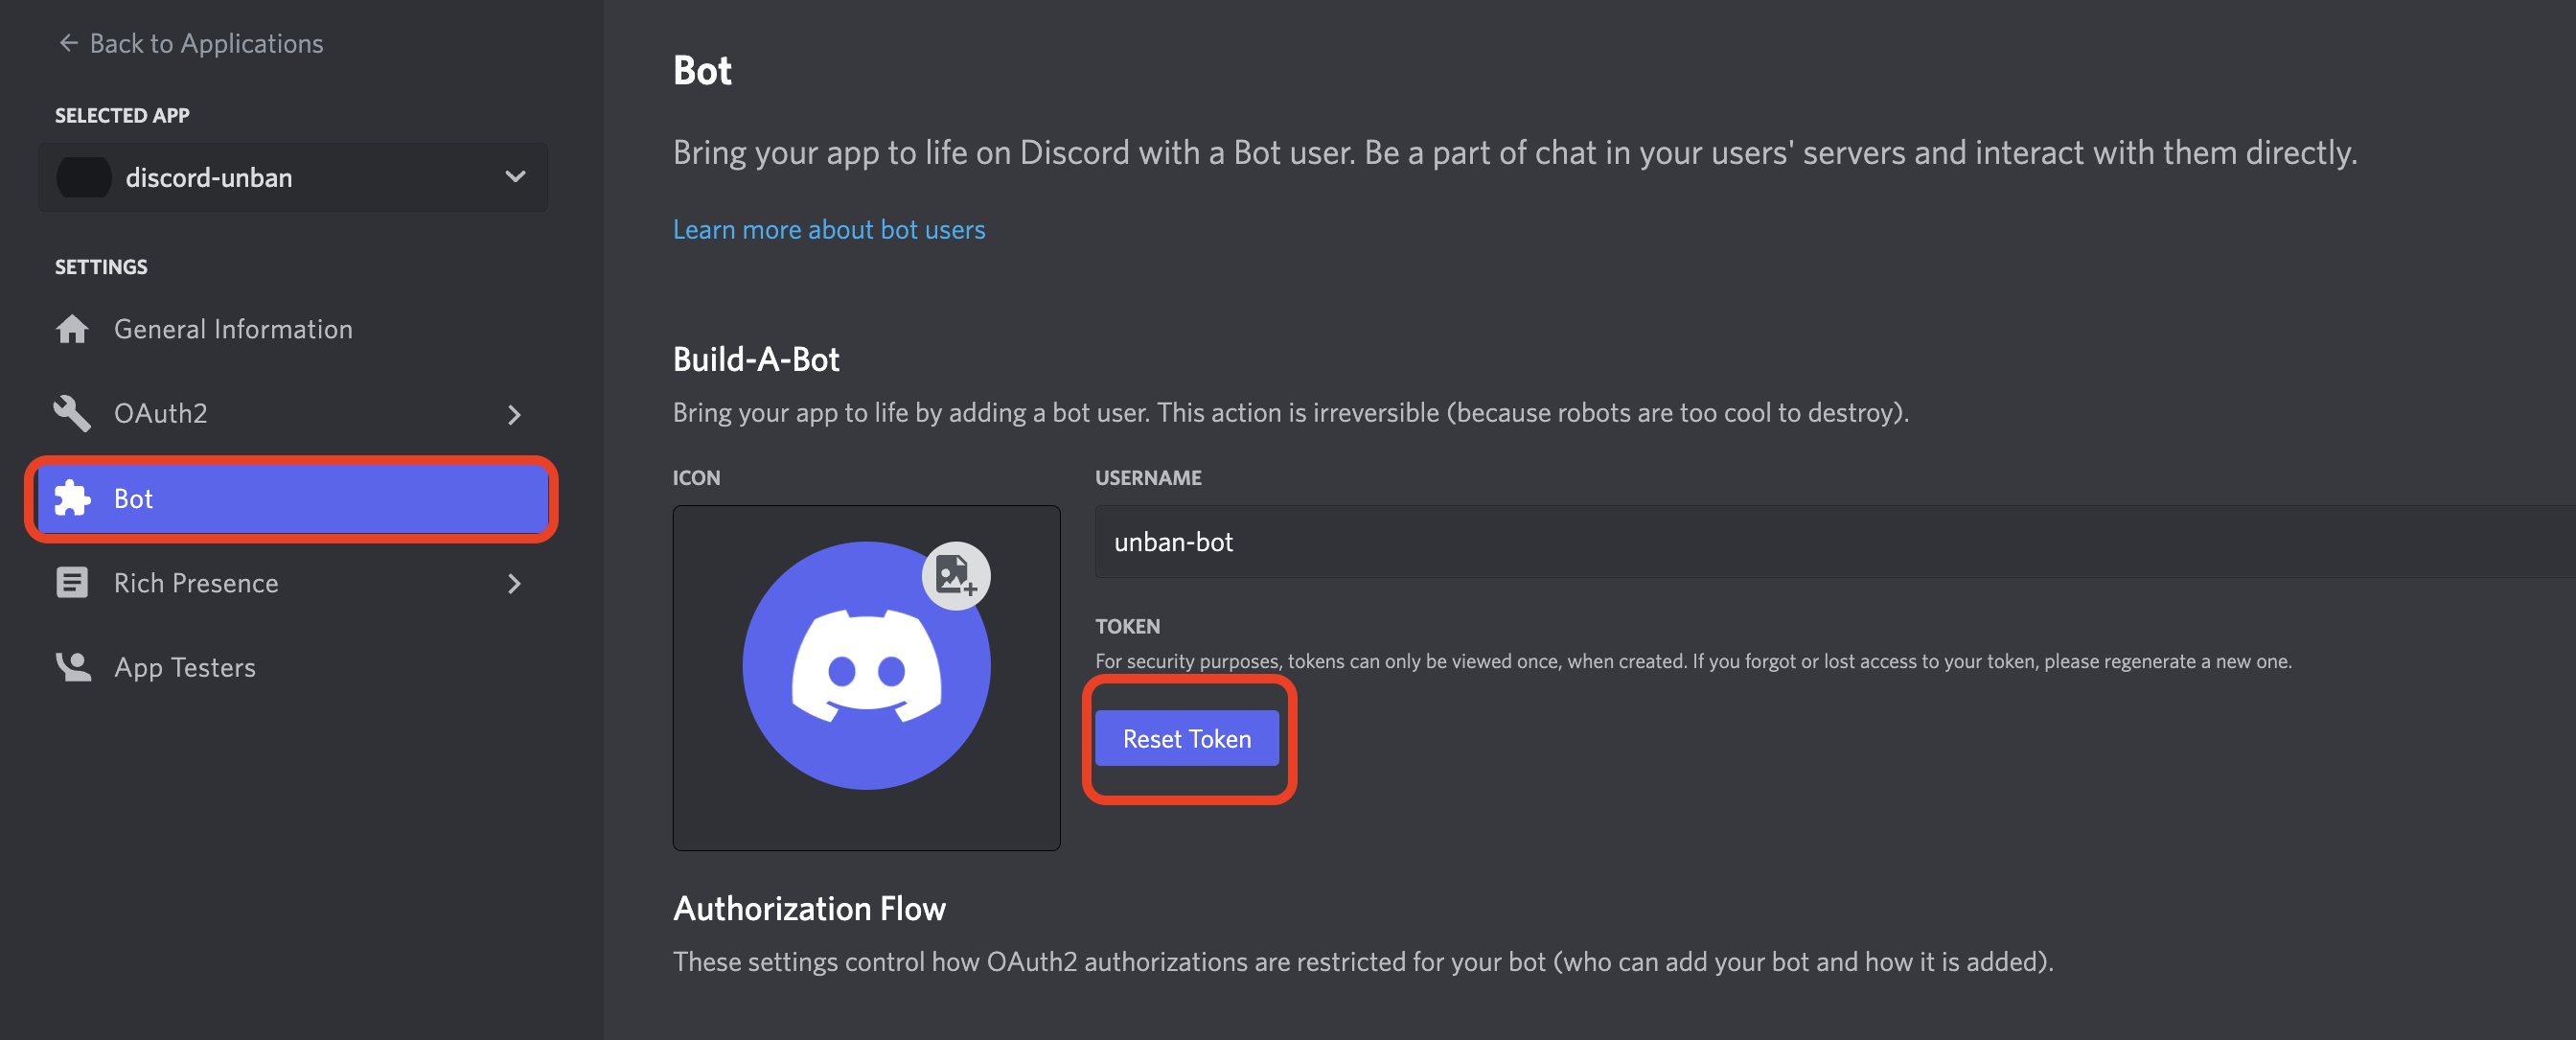 ← Back to Applications
SELECTED APP
discord-unban
SETTINGS
General Information
OAuth2
Bot
Rich Presence
App Testers
Bot
Bring your app to life on Discord with a Bot user. Be a part of chat in your users' servers and interact with them directly.
Learn more about bot users
Build-A-Bot
Bring your app to life by adding a bot user. This action is irreversible (because robots are too cool to destroy).
ICON
USERNAME
unban-bot
TOKEN
For security purposes, tokens can only be viewed once, when created. If you forgot or lost access to your token, please regenerate a new one.
Reset Token
Authorization Flow
These settings control how OAuth2 authorizations are restricted for your bot (who can add your bot and how it is added).